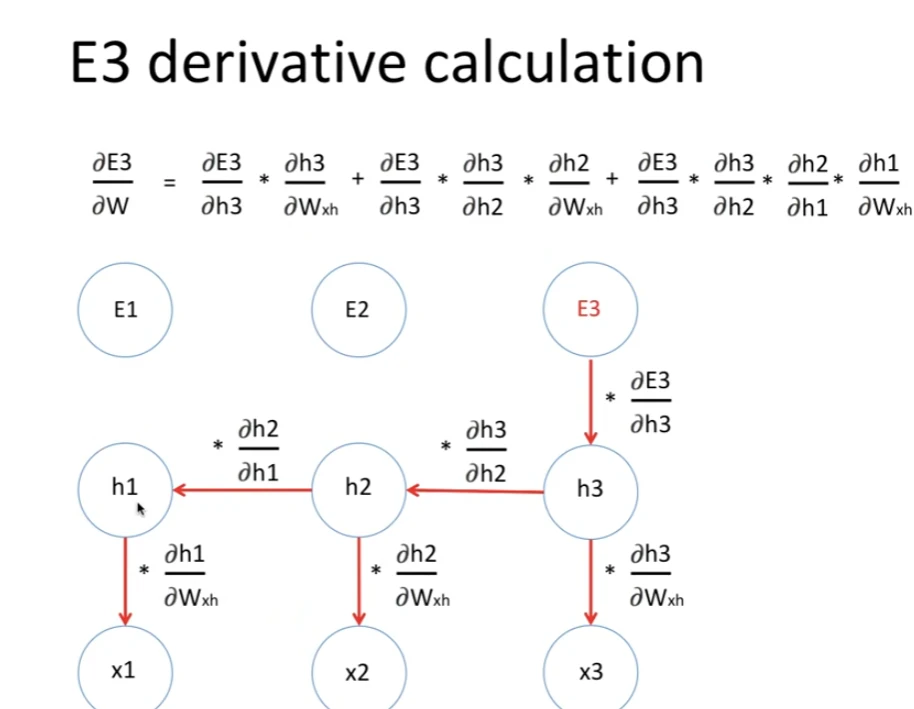 E3 derivative calculation
∂E3 ∂E3 ∂h3 ∂E3 ∂h3 ∂h2 ∂E3 ∂h3 ∂h2 ∂h1
= * + * * + * * *
∂W ∂h3 ∂Wxh ∂h3 ∂h2 ∂Wxh ∂h3 ∂h2 ∂h1 ∂Wxh
E1 E2 E3
∂E3
*
∂h3
∂h2 ∂h3
* *
∂h1 ∂h2
h1 h2 h3
∂h1 ∂h2 ∂h3
* * *
∂Wxh ∂Wxh ∂Wxh
x1 x2 x3